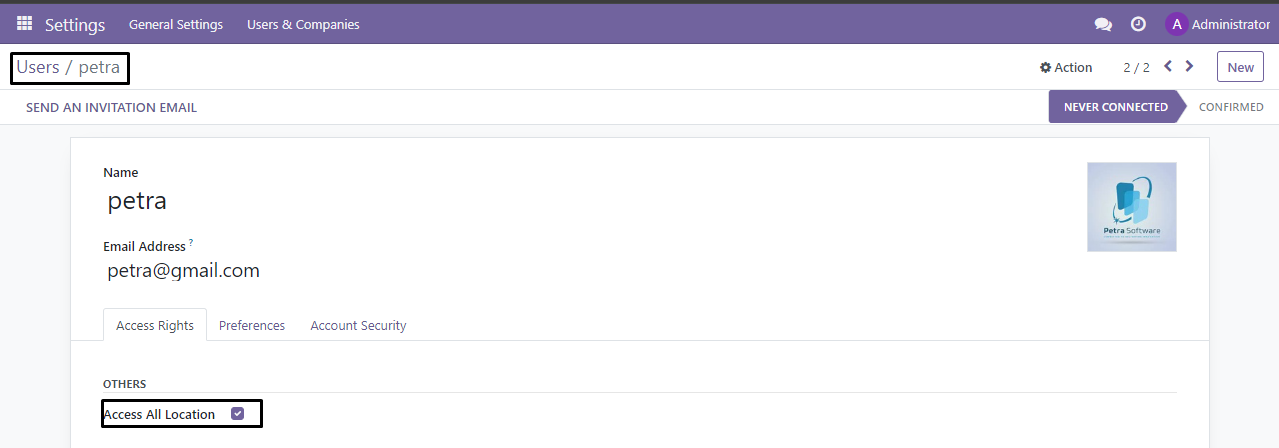 Settings General Settings Users & Companies A Administrator
Users / petra Action 2 / 2 New
SEND AN INVITATION EMAIL NEVER CONNECTED CONFIRMED
Name
petra
Petra Software
Email Address ?
petra@gmail.com
Access Rights Preferences Account Security
OTHERS
Access All Location